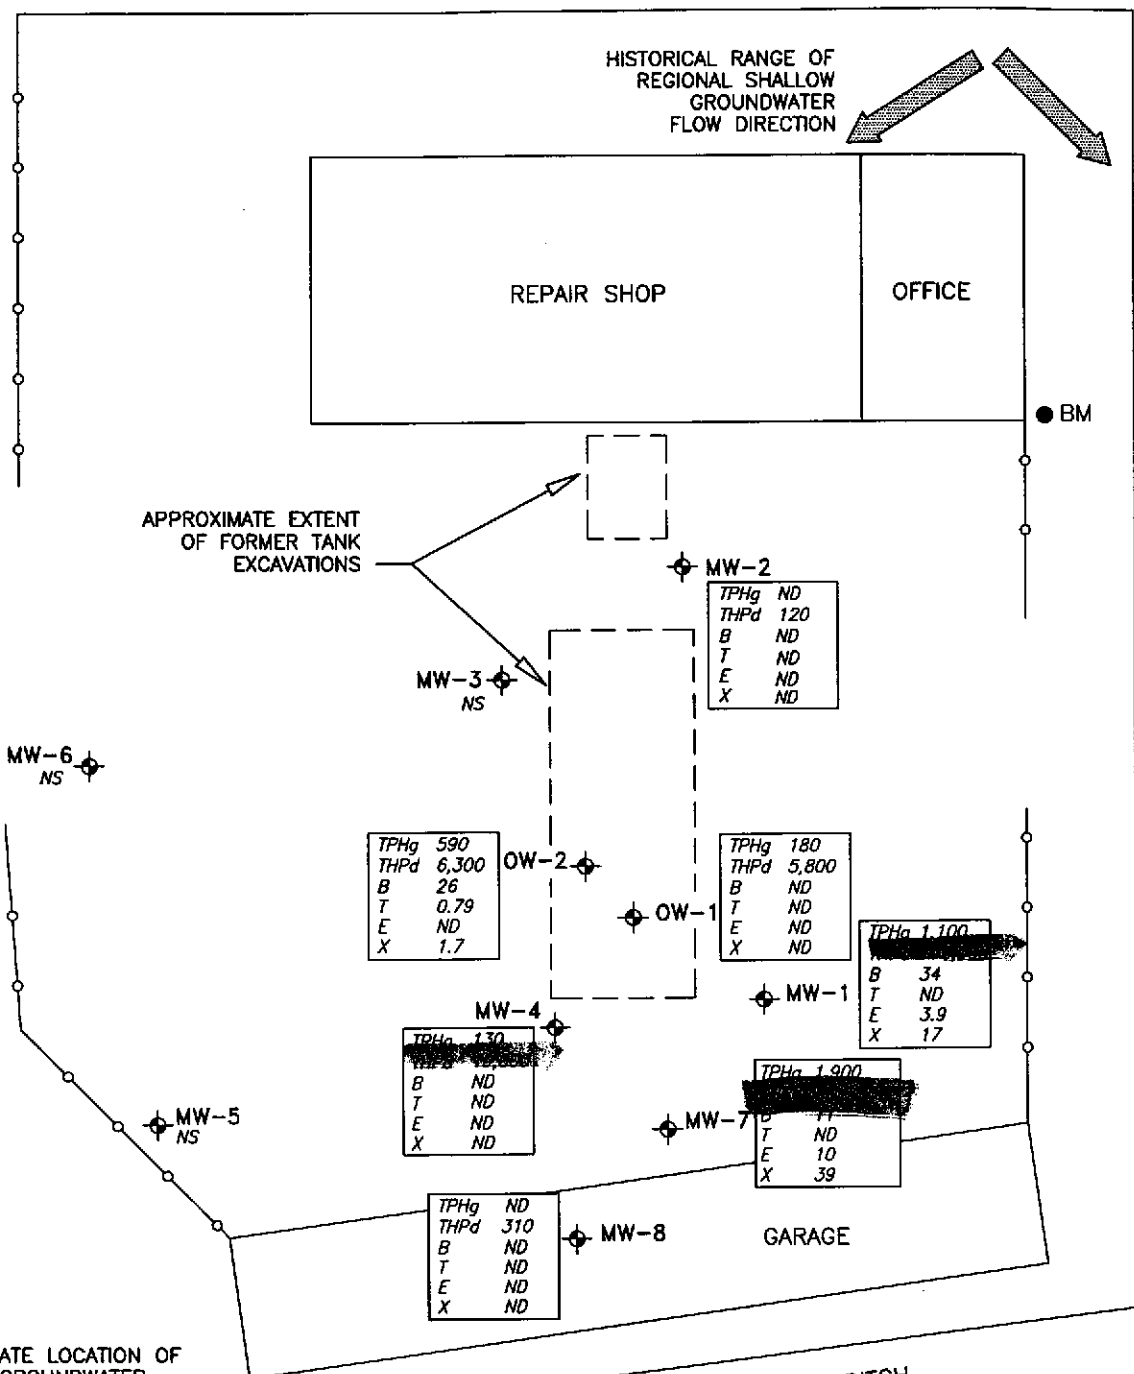 HISTORICAL RANGE OF
REGIONAL SHALLOW
GROUNDWATER
FLOW DIRECTION
REPAIR SHOP
OFFICE
BM
APPROXIMATE EXTENT
OF FORMER TANK
EXCAVATIONS
MW-2
TPHg ND
THPd 120
B ND
T ND
E ND
X ND
MW-3
NS
MW-6
NS
TPHg 590
THPd 6,300
B 26
T 0.79
E ND
X 1.7
OW-2
TPHg 180
THPd 5,800
B ND
T ND
E ND
X ND
OW-1
TPHg 1,100
B 34
T ND
E 3.9
X 17
MW-1
MW-4
TPHg 130
B ND
T ND
E ND
X ND
MW-5
NS
TPHg 1,900
T ND
E 10
X 39
MW-7
TPHg ND
THPd 310
B ND
T ND
E ND
X ND
MW-8
GARAGE
ATE LOCATION OF
GROUNDWATER